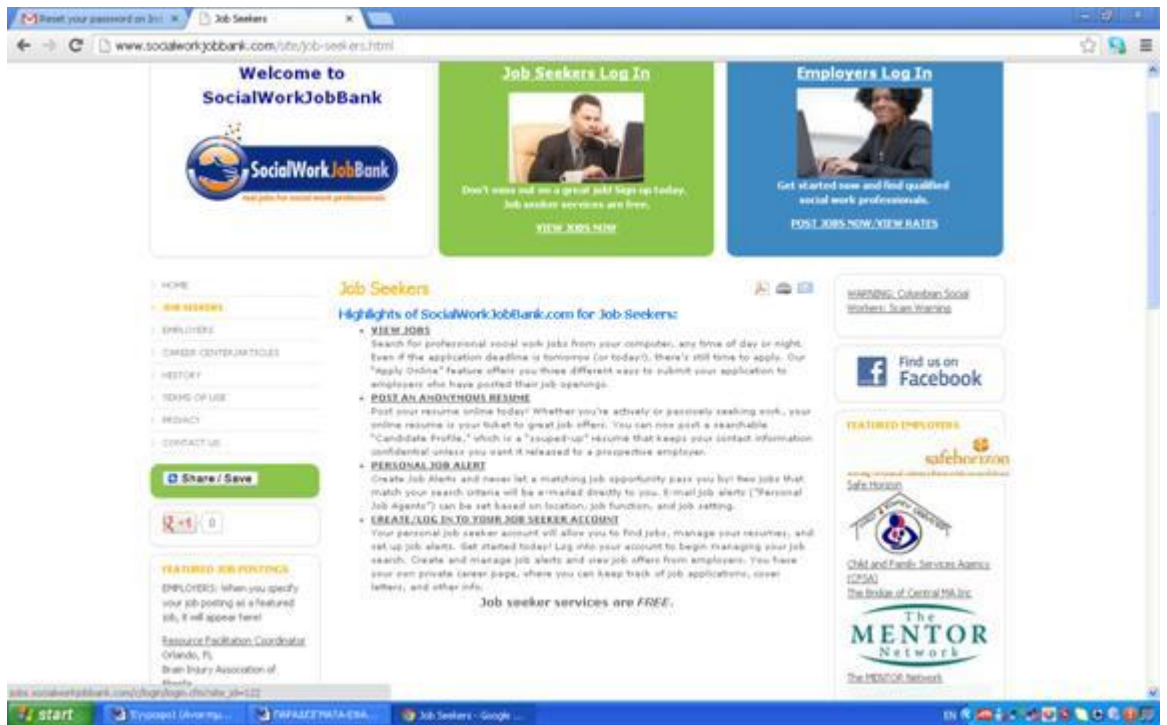 Reset your password on Ins
Job Seekers
www.socialworkjobbank.com/site/job-seekers.html
Welcome to
SocialWorkJobBank
SocialWorkJobBank
real jobs for social work professionals
Job Seekers Log In
Don't miss out on a great job! Sign up today.
Job seeker services are free.
VIEW JOBS NOW
Employers Log In
Get started now and find qualified
social work professionals.
POST JOBS NOW/VIEW RATES
HOME
JOB SEEKERS
EMPLOYERS
CAREER CENTER/ARTICLES
HISTORY
TERMS OF USE
PRIVACY
CONTACT US
Share / Save
+1 0
FEATURED JOB POSTINGS
EMPLOYERS: When you specify
your job posting as a featured
job, it will appear here!
Resource Facilitation Coordinator
Orlando, FL
Brain Injury Association of
Job Seekers
Highlights of SocialWorkJobBank.com for Job Seekers:
VIEW JOBS
Search for professional social work jobs from your computer, any time of day or night.
Even if the application deadline is tomorrow (or today!), there's still time to apply. Our
"Apply Online" feature offers you three different ways to submit your application to
employers who have posted their job openings.
POST AN ANONYMOUS RESUME
Post your resume online today! Whether you're actively or passively seeking work, your
online resume is your ticket to great job offers. You can now post a searchable
"Candidate Profile," which is a "souped-up" resume that keeps your contact information
confidential unless you want it released to a prospective employer.
PERSONAL JOB ALERT
Create Job Alerts and never let a matching job opportunity pass you by! New jobs that
match your search criteria will be e-mailed directly to you. E-mail job alerts ("Personal
Job Agents") can be set based on location, job function, and job setting.
CREATE/LOG IN TO YOUR JOB SEEKER ACCOUNT
Your personal job seeker account will allow you to find jobs, manage your resumes, and
set up job alerts. Get started today! Log into your account to begin managing your job
search. Create and manage job alerts and view job offers from employers. You have
your own private career page, where you can keep track of job applications, cover
letters, and other info.
Job seeker services are FREE.
WARNING: Columbian Social
Workers: Scam Warning
Find us on
Facebook
FEATURED EMPLOYERS
safehorizon
Safe Horizon
Child and Family Services Agency
(CFSA)
The Bridge of Central MA Inc
The
MENTOR
Network
The MENTOR Network
jobs.socialworkjobbank.com/c/login/login.cfm?site_id=122
start
Job Seekers - Google ...
EN